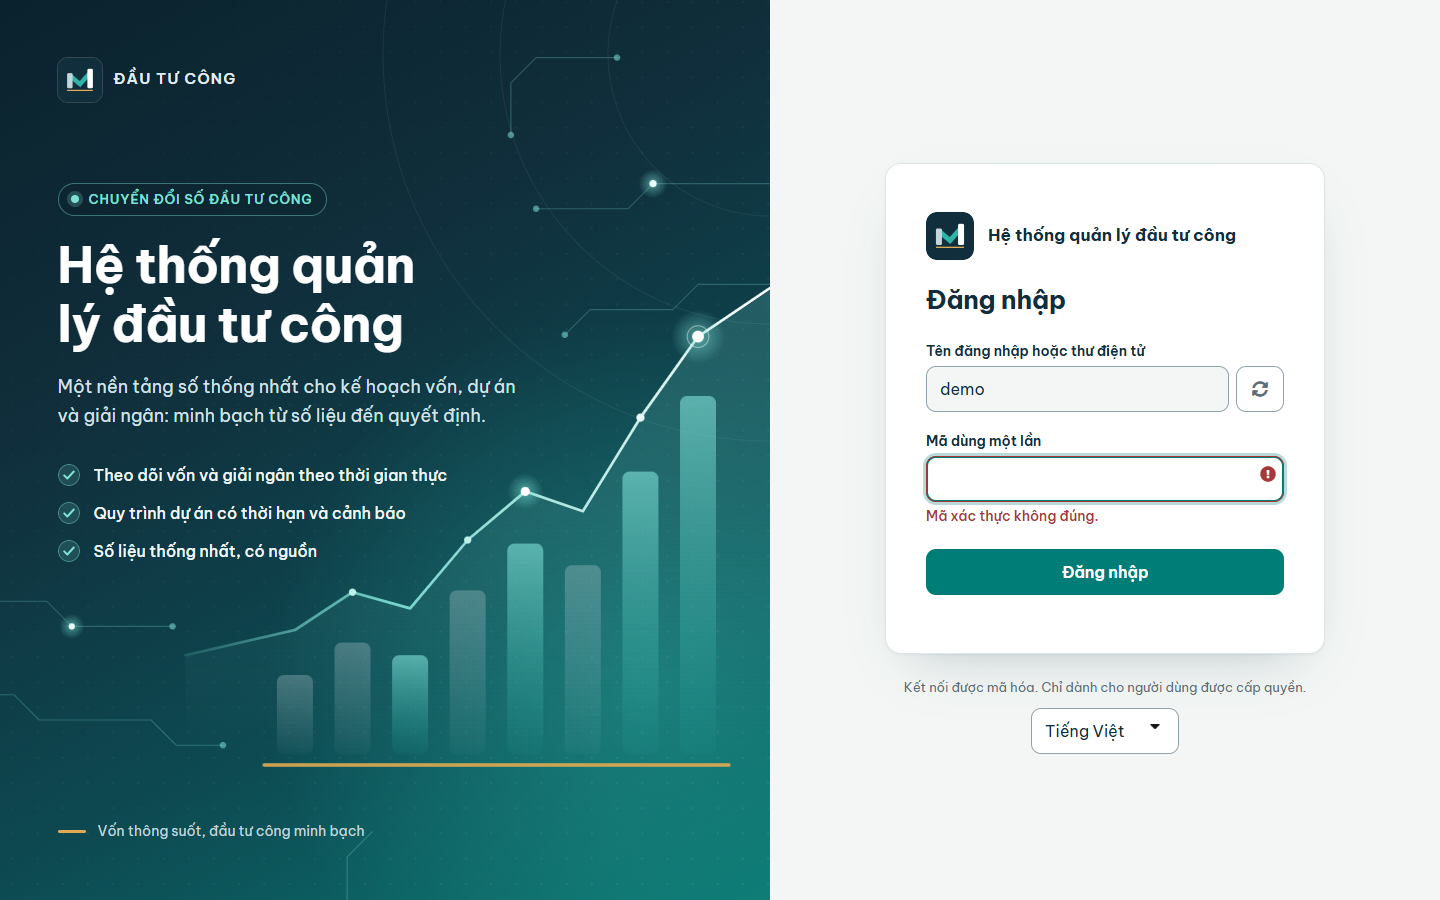 ĐẦU TƯ CÔNG
CHUYỂN ĐỔI SỐ ĐẦU TƯ CÔNG
Hệ thống quản
lý đầu tư công
Một nền tảng số thống nhất cho kế hoạch vốn, dự án
và giải ngân: minh bạch từ số liệu đến quyết định.
Theo dõi vốn và giải ngân theo thời gian thực
Quy trình dự án có thời hạn và cảnh báo
Số liệu thống nhất, có nguồn
Vốn thông suốt, đầu tư công minh bạch
Hệ thống quản lý đầu tư công
Đăng nhập
Tên đăng nhập hoặc thư điện tử
demo
Mã dùng một lần
Mã xác thực không đúng.
Đăng nhập
Kết nối được mã hóa. Chỉ dành cho người dùng được cấp quyền.
Tiếng Việt